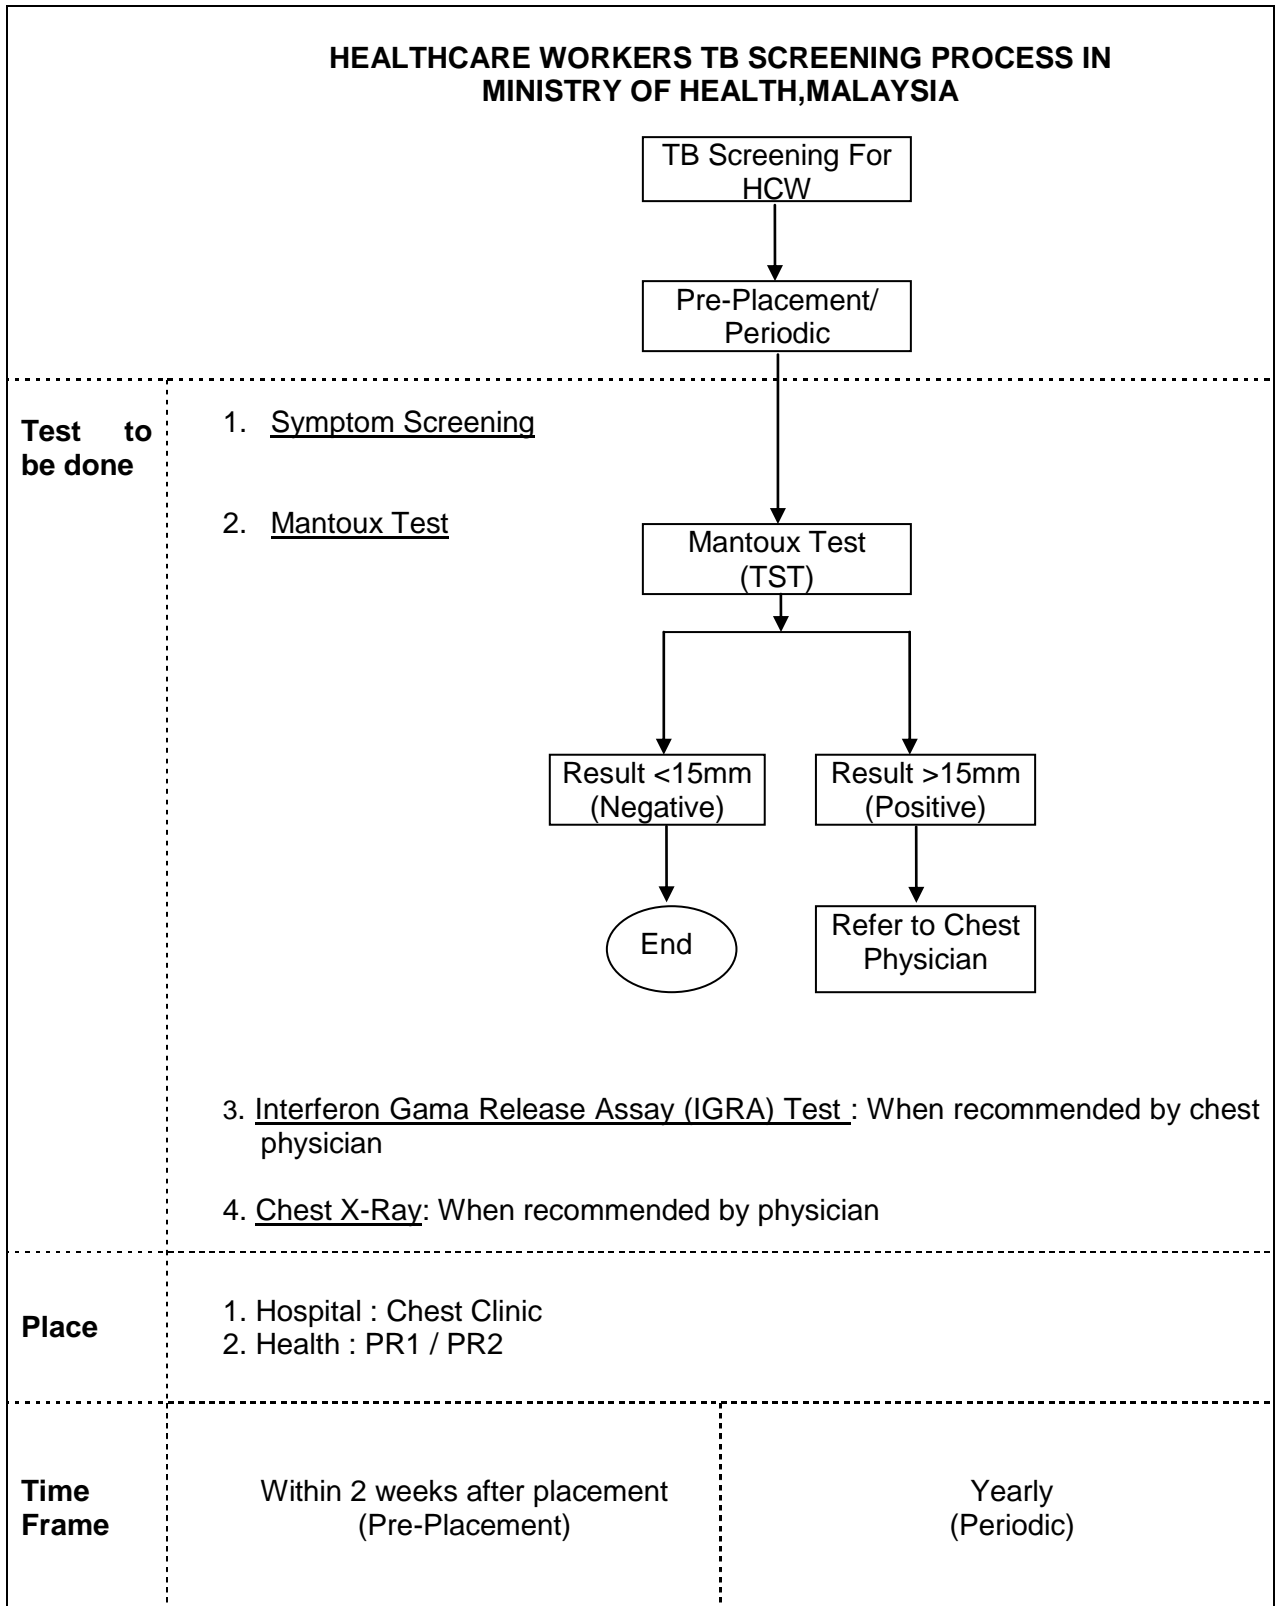 HEALTHCARE WORKERS TB SCREENING PROCESS IN
MINISTRY OF HEALTH,MALAYSIA
TB Screening For
HCW
Pre-Placement/
Periodic
Test to
be done
1. Symptom Screening
2. Mantoux Test
Mantoux Test
(TST)
Result <15mm
(Negative)
Result >15mm
(Positive)
End
Refer to Chest
Physician
3. Interferon Gama Release Assay (IGRA) Test : When recommended by chest
physician
4. Chest X-Ray: When recommended by physician
Place
1. Hospital : Chest Clinic
2. Health : PR1 / PR2
Time
Frame
Within 2 weeks after placement
(Pre-Placement)
Yearly
(Periodic)